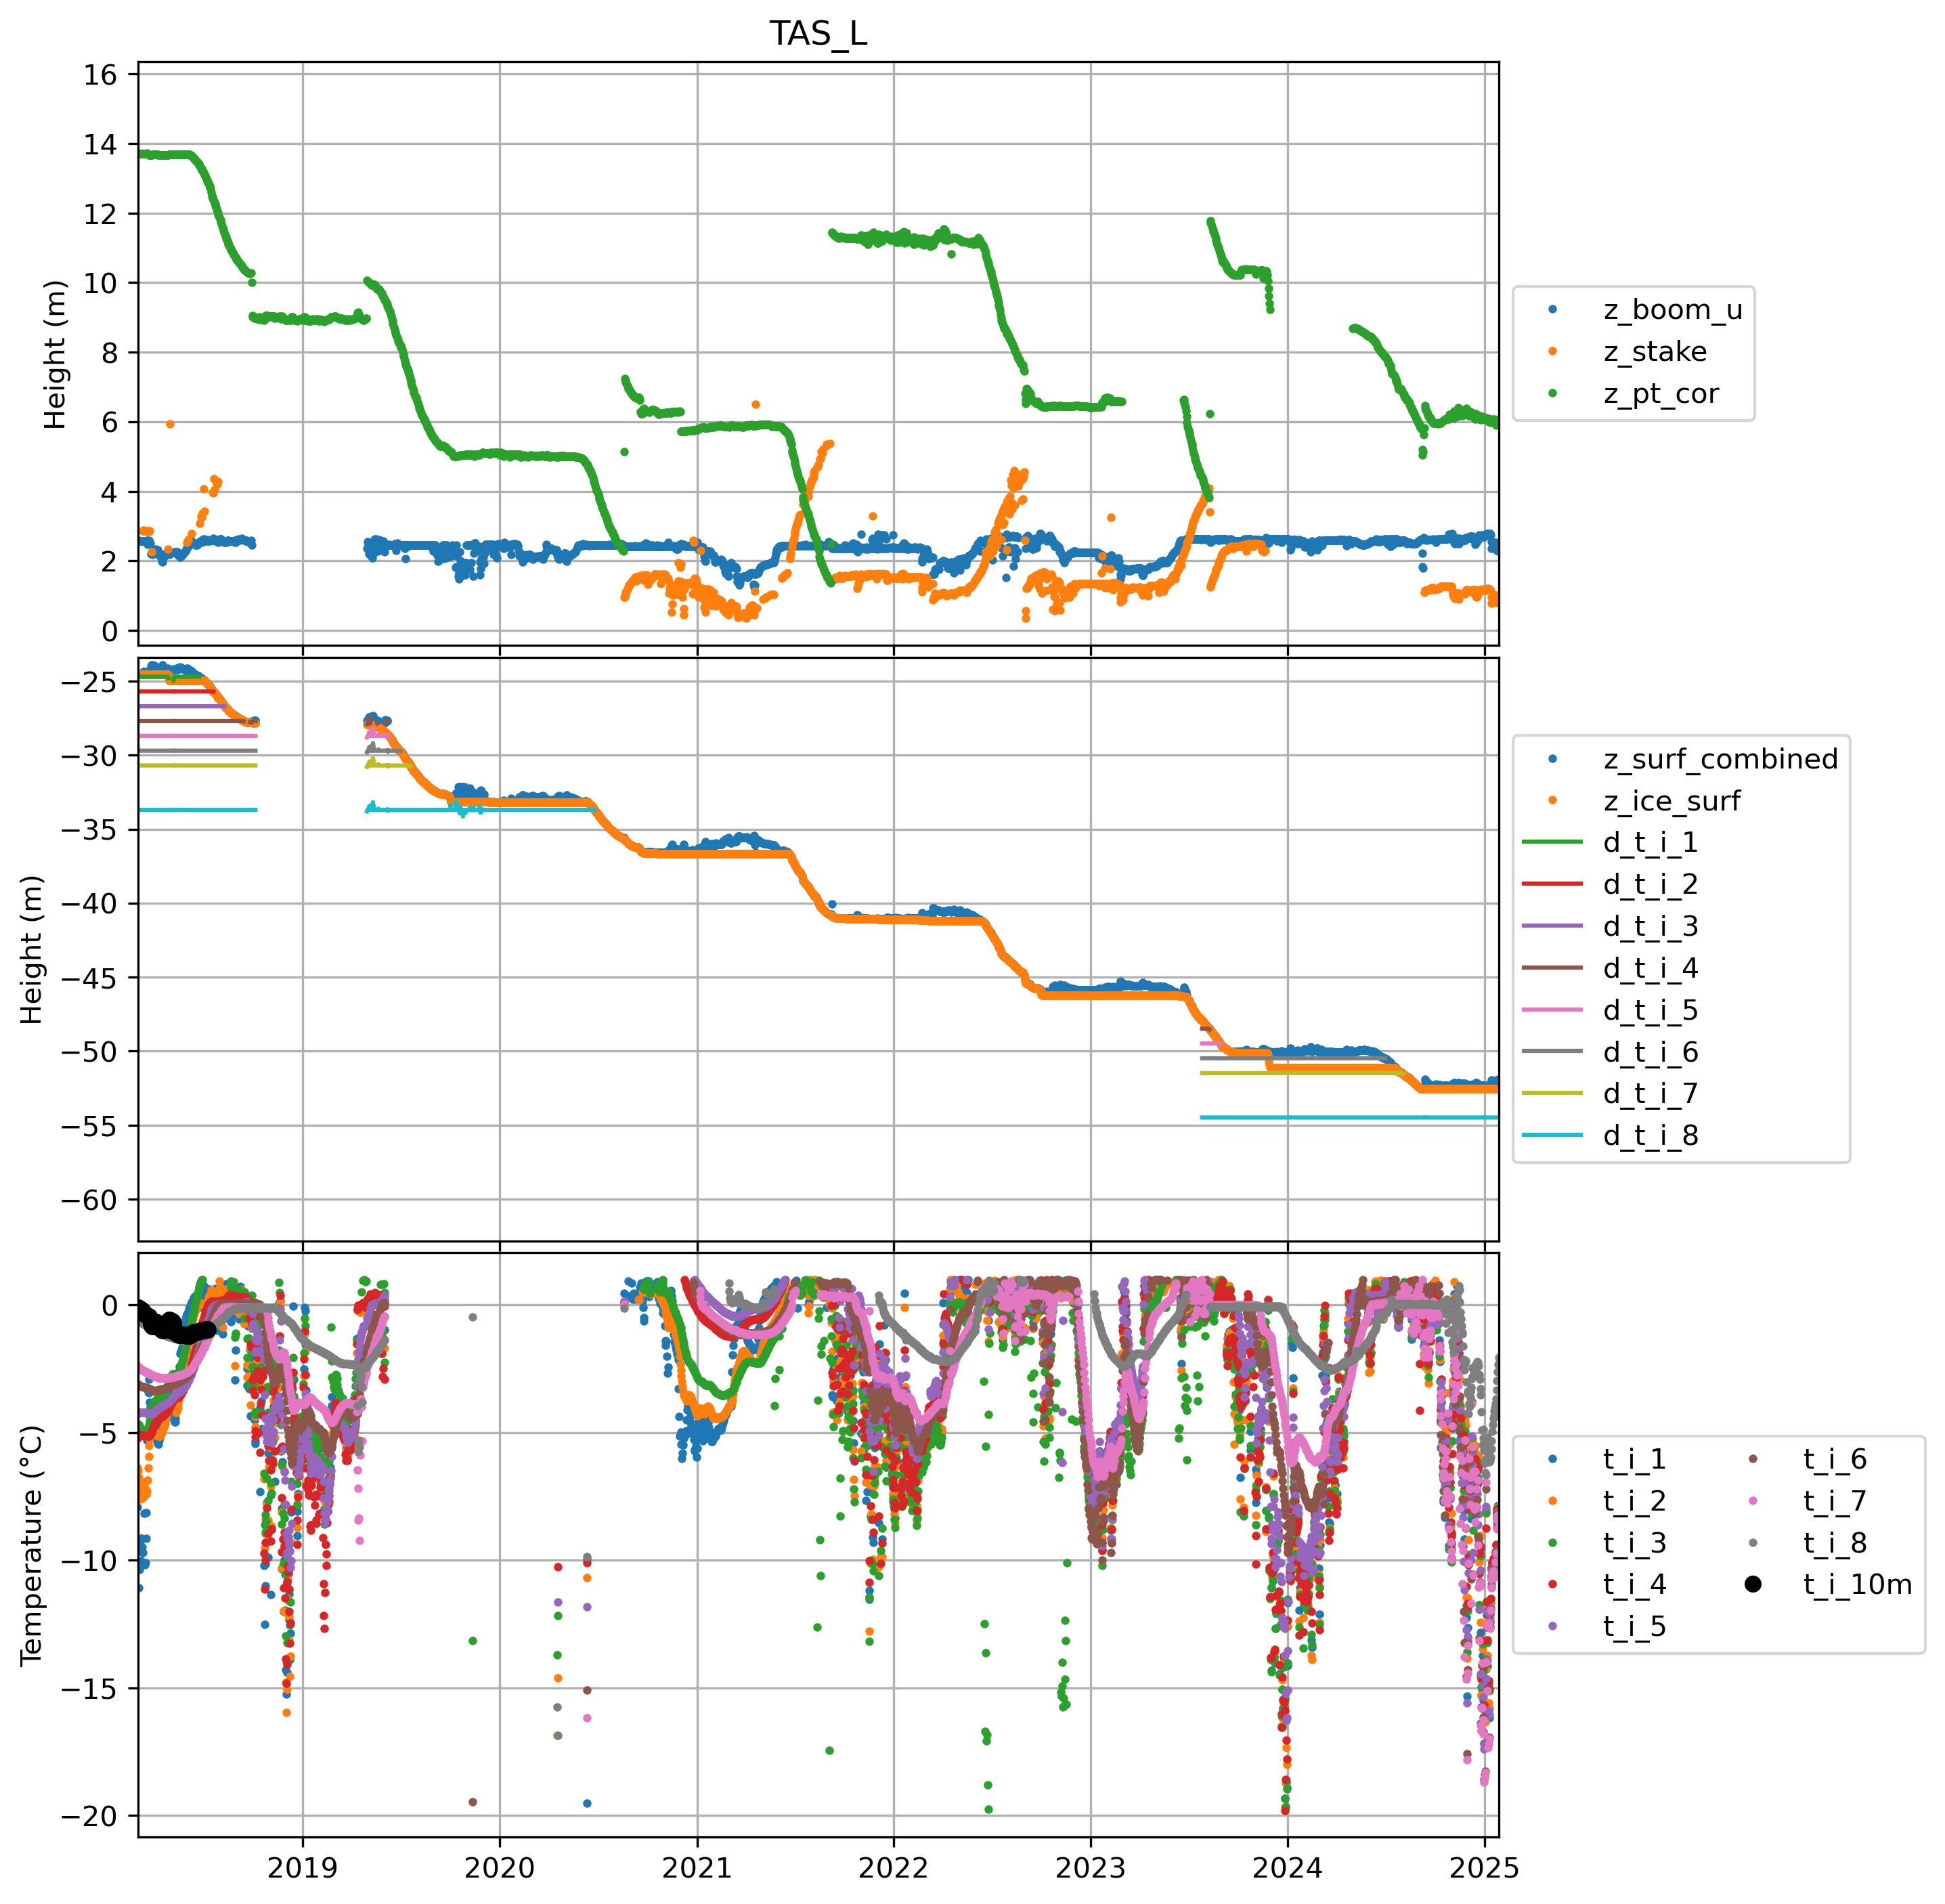 TAS_L
16
14
12
10
8
6
4
2
0
Height (m)
z_boom_u
z_stake
z_pt_cor
−25
−30
−35
−40
−45
−50
−55
−60
Height (m)
z_surf_combined
z_ice_surf
d_t_i_1
d_t_i_2
d_t_i_3
d_t_i_4
d_t_i_5
d_t_i_6
d_t_i_7
d_t_i_8
0
−5
−10
−15
−20
Temperature (°C)
t_i_1
t_i_2
t_i_3
t_i_4
t_i_5
t_i_6
t_i_7
t_i_8
t_i_10m
2019 2020 2021 2022 2023 2024 2025